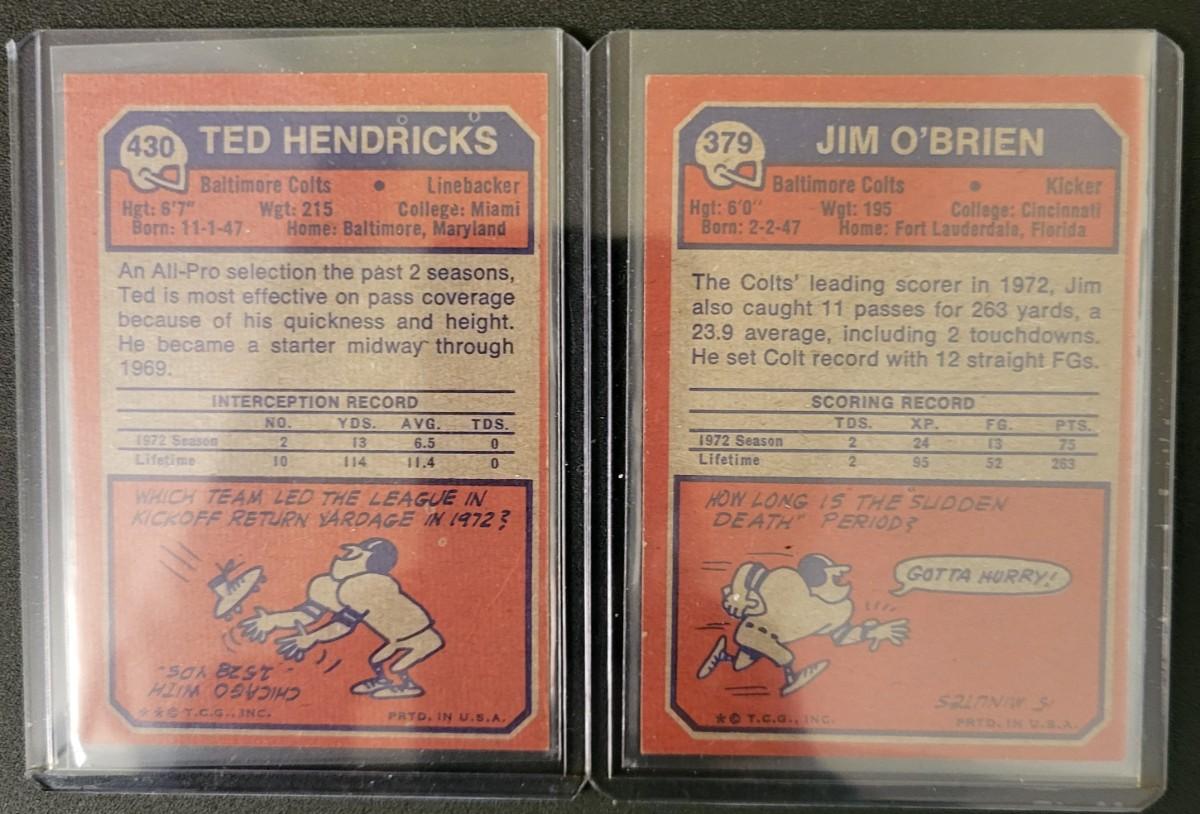 430
TED HENDRICKS
Baltimore Colts • Linebacker
Hgt: 6'7" Wgt: 215 College: Miami
Born: 11-1-47 Home: Baltimore, Maryland
An All-Pro selection the past 2 seasons,
Ted is most effective on pass coverage
because of his quickness and height.
He became a starter midway through
1969.
INTERCEPTION RECORD
NO. YDS. AVG. TDS.
1972 Season 2 13 6.5 0
Lifetime 10 114 11.4 0
WHICH TEAM LED THE LEAGUE IN
KICKOFF RETURN YARDAGE IN 1972?
CHICAGO WITH
YDS.
★★© T.C.G., INC. PRTD. IN U.S.A.
379
JIM O'BRIEN
Baltimore Colts • Kicker
Hgt: 6'0" Wgt: 195 College: Cincinnati
Born: 2-2-47 Home: Fort Lauderdale, Florida
The Colts' leading scorer in 1972, Jim
also caught 11 passes for 263 yards, a
23.9 average, including 2 touchdowns.
He set Colt record with 12 straight FGs.
SCORING RECORD
TDS. XP. FG. PTS.
1972 Season 2 24 13 75
Lifetime 2 95 52 263
HOW LONG IS THE "SUDDEN
DEATH" PERIOD?
GOTTA HURRY!
15 MINUTES
★© T.C.G., INC. PRTD. IN U.S.A.